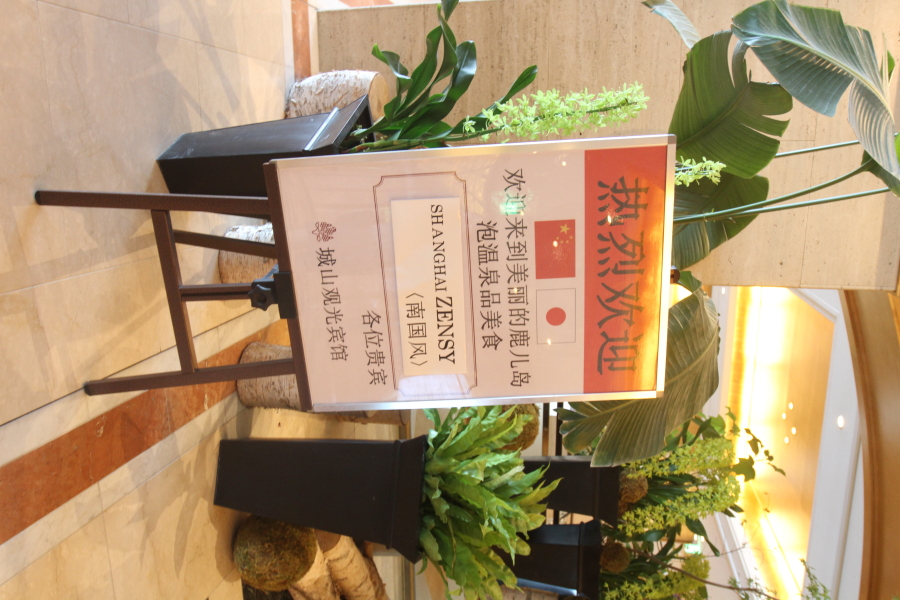 热烈欢迎
欢迎来到美丽的鹿儿岛
泡温泉品美食
SHANGHAI ZENSY
〈南国风〉
各位贵宾
城山观光宾馆